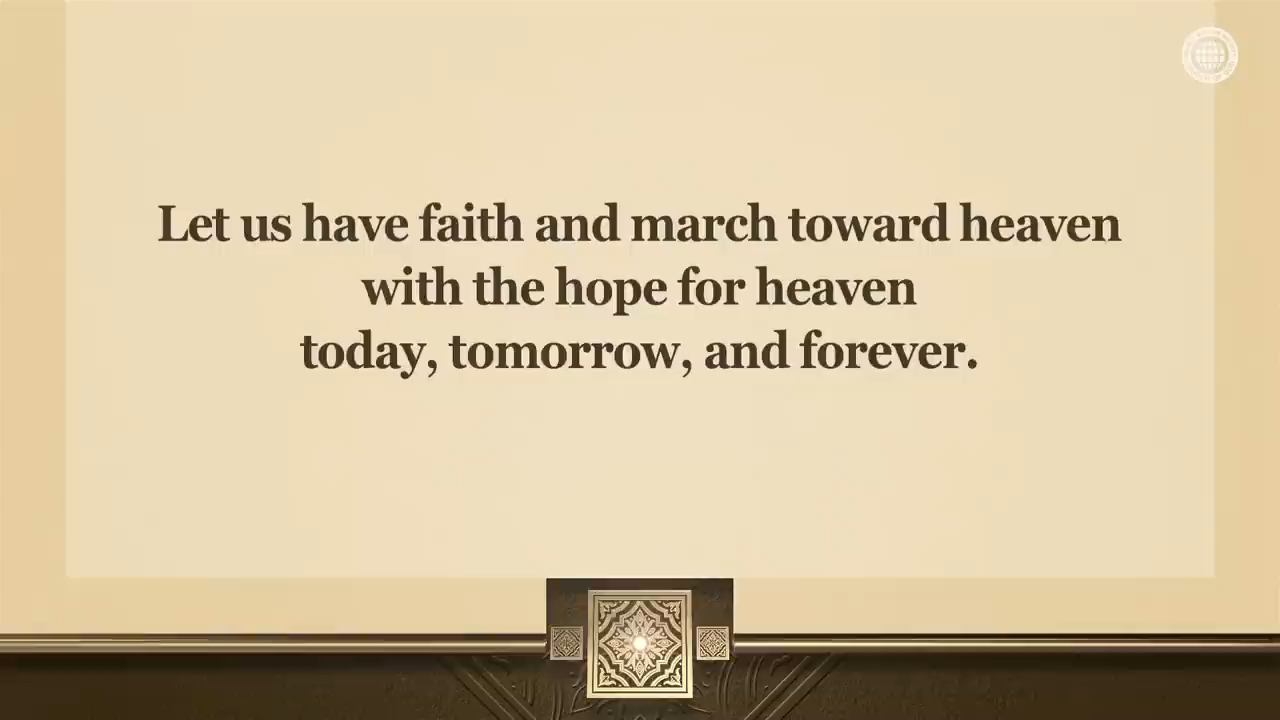 Let us have faith and march toward heaven
with the hope for heaven
today, tomorrow, and forever.